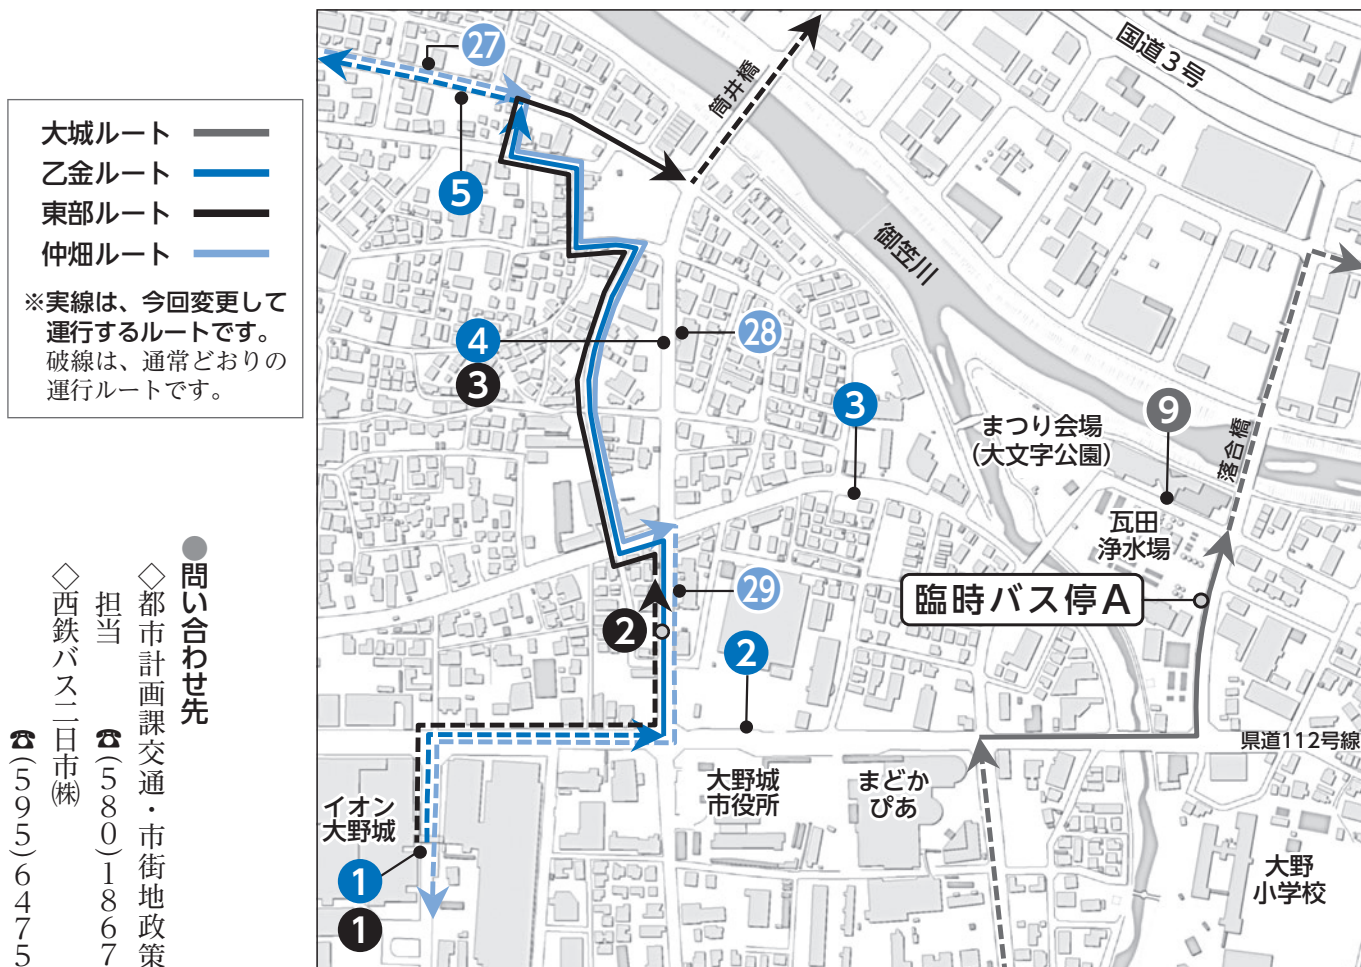 大城ルート
乙金ルート
東部ルート
仲畑ルート
※実線は、今回変更して
運行するルートです。
破線は、通常どおりの
運行ルートです。
●問い合わせ先
◇都市計画課交通・市街地政策
担当
☎(580)1867
◇西鉄バス二日市㈱
☎(595)6475
27
5
筒井橋
国道3号
御笠川
4
3
28
3
まつり会場
(大文字公園)
9
落合橋
瓦田
浄水場
臨時バス停A
2
29
2
県道112号線
大野城
市役所
まどか
ぴあ
イオン
大野城
1
1
大野
小学校